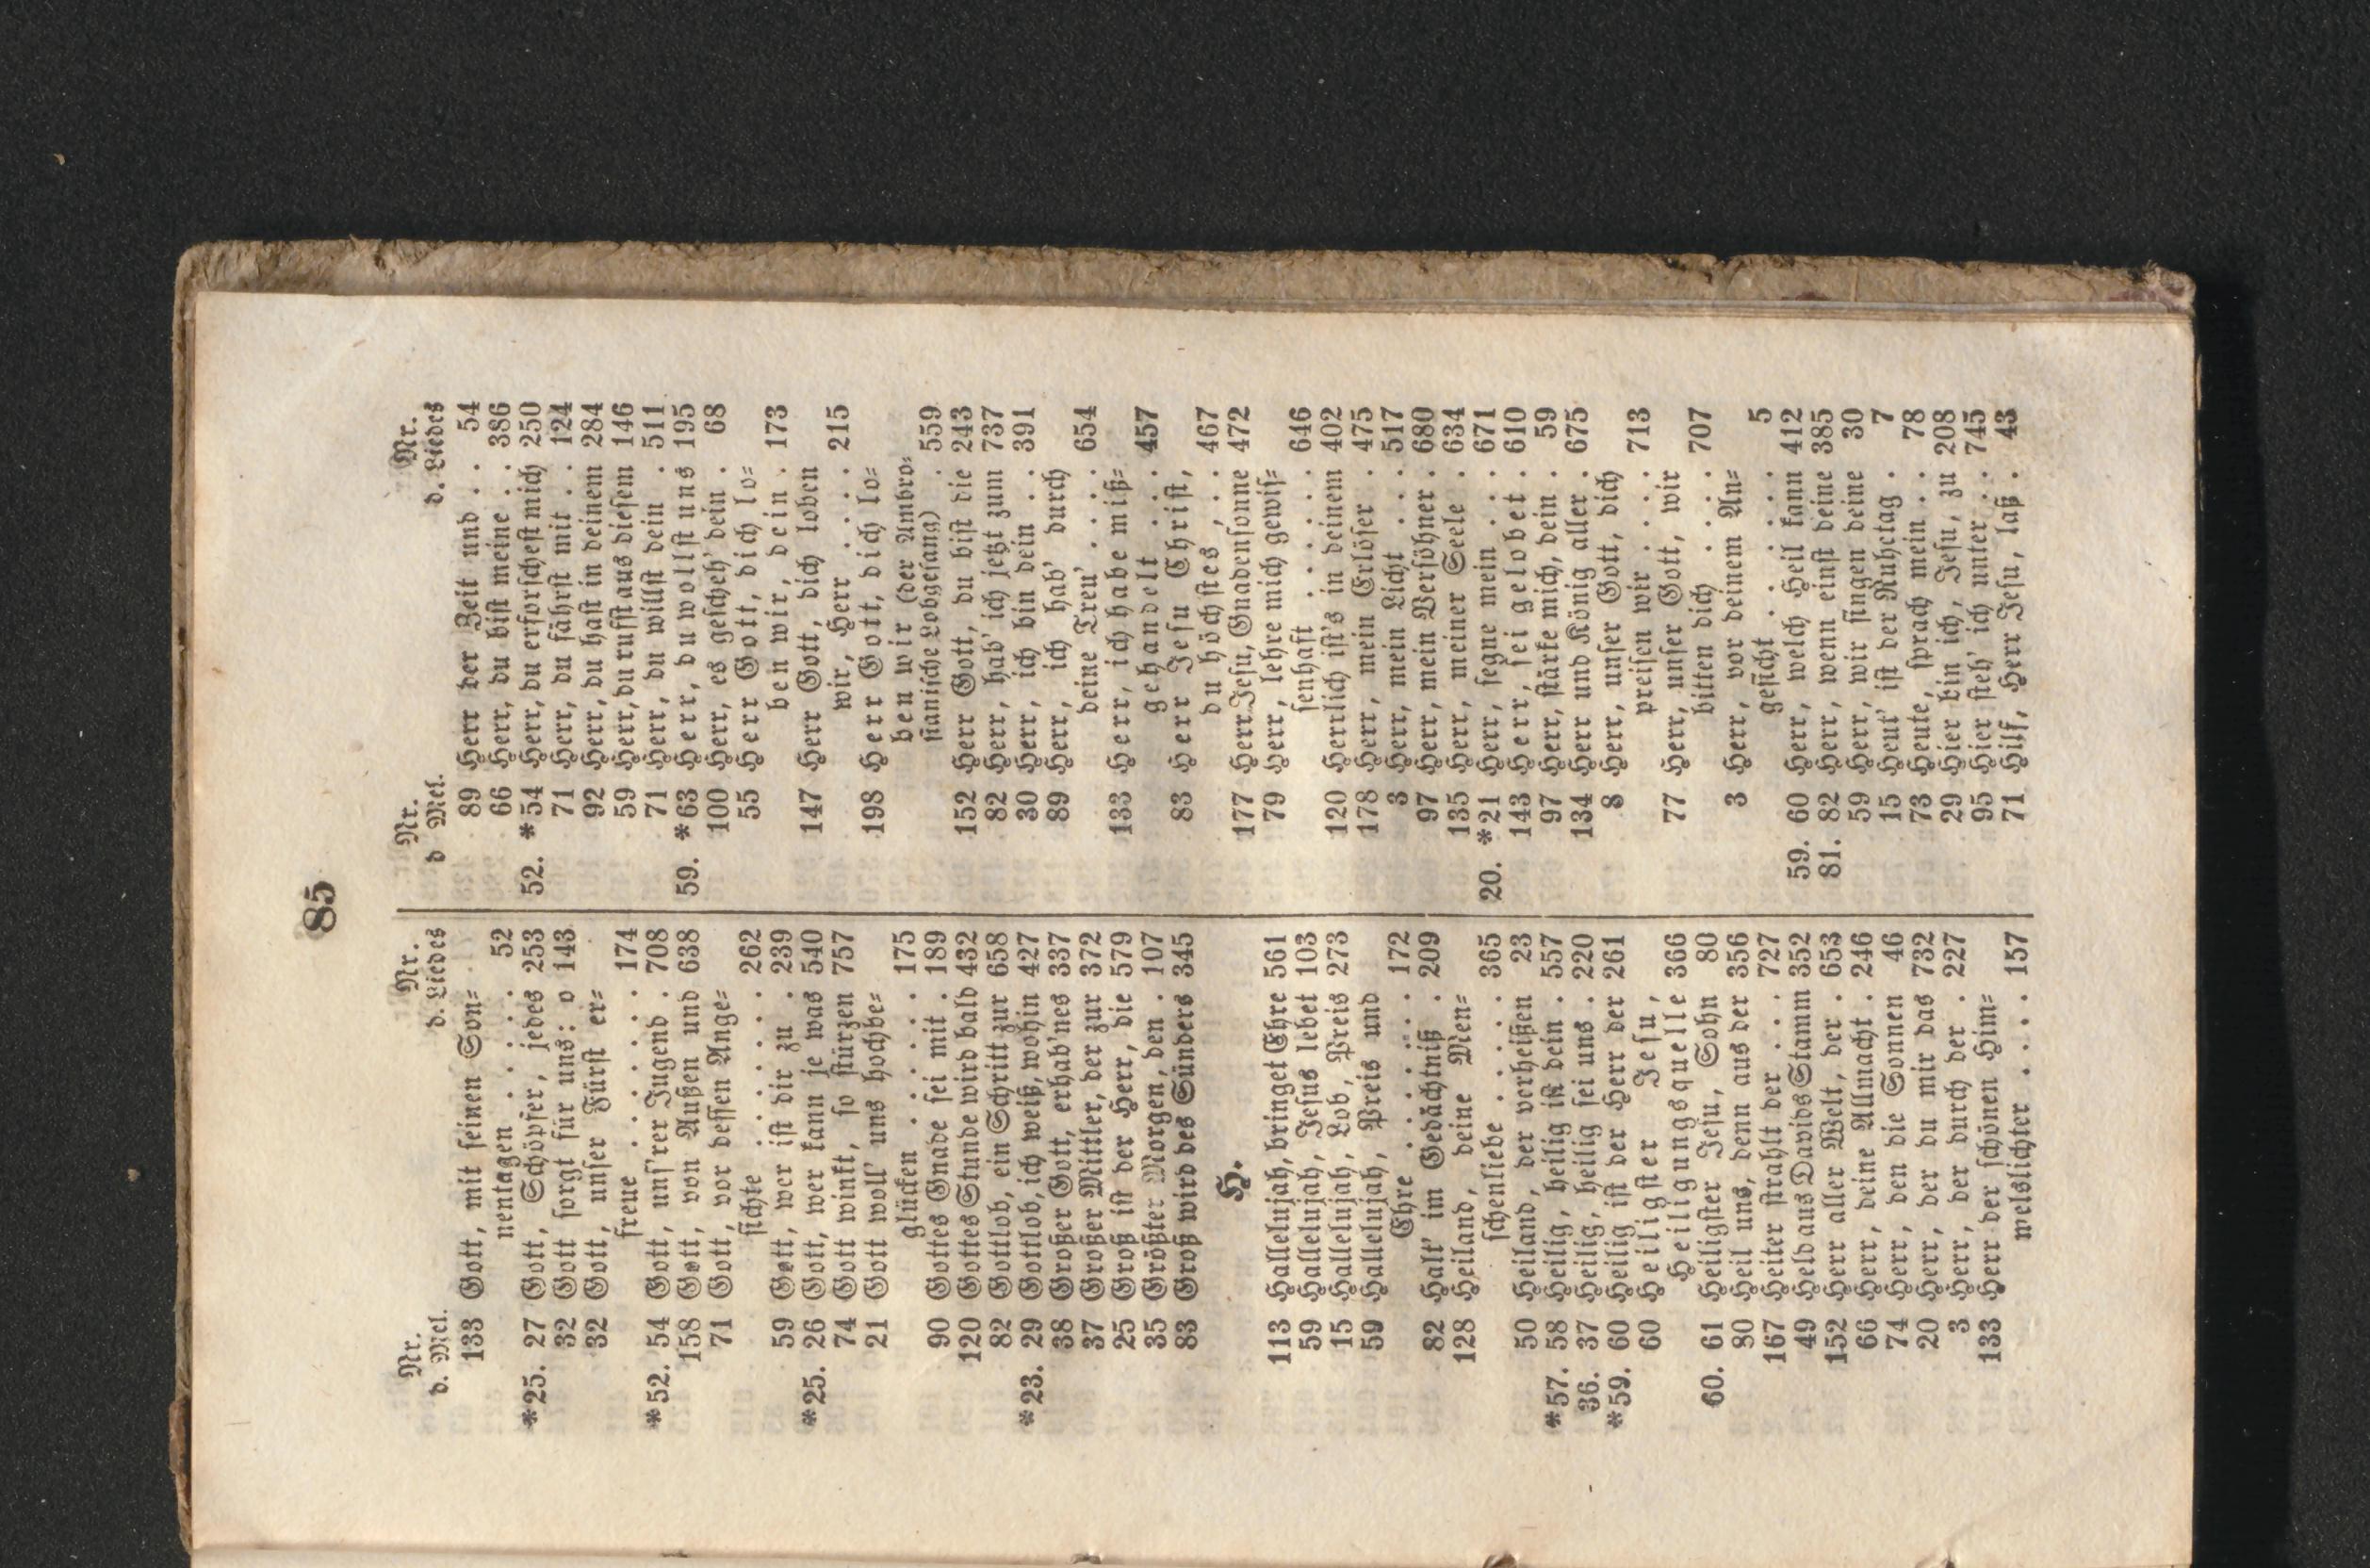 85
Nr. Nr.
d. Mel. d. Liedes
133 Gott, mit seinen Son=
nentagen . . . . . 52
*25. 27 Gott, Schöpfer, jedes 253
32 Gott sorgt für uns: o 143
32 Gott, unser Fürst er=
freue . . . . . . 174
*52. 54 Gott, uns'rer Jugend . 708
158 Gott, von Außen und 638
71 Gott, vor dessen Ange=
sichte . . . . . . 262
59 Gott, wer ist dir zu . 239
*25. 26 Gott, wer kann je was 540
74 Gott winkt, so stürzen 757
21 Gott woll' uns hochbe=
glücken . . . . . 175
90 Gottes Gnade sei mit . 189
120 Gottes Stunde wird bald 432
82 Gottlob, ein Schritt zur 658
*23. 29 Gottlob, ich weiß, wohin 427
38 Großer Gott, erhab'nes 337
37 Großer Mittler, der zur 372
25 Groß ist der Herr, die 579
35 Größter Morgen, den . 107
83 Groß wird des Sünders 345
H.
113 Hallelujah, bringet Ehre 561
59 Hallelujah, Jesus lebet 103
15 Hallelujah, Lob, Preis 273
59 Hallelujah, Preis und
Ehre . . . . . . 172
82 Halt' im Gedächtniß . 209
128 Heiland, deine Men=
schenliebe . . . . . 365
50 Heiland, der verheißen 23
*57. 58 Heilig, heilig ist dein . 557
36. 37 Heilig, heilig sei uns . 220
*59. 60 Heilig ist der Herr der 261
60 Heiligster Jesu,
Heiligungsquelle 366
60. 61 Heiligster Jesu, Sohn 80
80 Heil uns, denn aus der 356
167 Heiter strahlt der . . . 727
49 Held aus Davids Stamm 352
152 Herr aller Welt, der . 653
66 Herr, deine Allmacht . 246
74 Herr, den die Sonnen 46
20 Herr, der du mir das 732
3 Herr, der durch der . 227
133 Herr der schönen Him=
melslichter . . . . 157
Nr. Nr.
d Mel. d. Liedes
89 Herr der Zeit und . . 54
66 Herr, du bist meine . . 386
52. *54 Herr, du erforschest mich 250
71 Herr, du fährst mit . . 124
92 Herr, du hast in deinem 284
59 Herr, du rufst aus diesem 146
71 Herr, du willst dein . 511
59. *63 Herr, du wollst uns 195
100 Herr, es gescheh' dein . 68
55 Herr Gott, dich lo=
ben wir, dein . 173
147 Herr Gott, dich loben
wir, Herr . . . . 215
198 Herr Gott, dich lo=
ben wir (der Ambro=
sianische Lobgesang) . 559
152 Herr Gott, du bist die 243
82 Herr, hab' ich jetzt zum 737
30 Herr, ich bin dein . . 391
89 Herr, ich hab' durch
deine Treu' . . . . 654
133 Herr, ich habe miß=
gehandelt . . . . 457
83 Herr Jesu Christ,
du höchstes . . . 467
177 Herr Jesu, Gnadensonne 472
79 Herr, lehre mich gewis=
senhaft . . . . . . 646
120 Herrlich ist's in deinem 402
178 Herr, mein Erlöser . . 475
3 Herr, mein Licht . . . 517
97 Herr, mein Versöhner . 680
135 Herr, meiner Seele . . 634
20. *21 Herr, segne mein . . . 671
143 Herr, sei gelobet . . 610
97 Herr, stärke mich, dein . 59
134 Herr und König aller . 675
8 Herr, unser Gott, dich
preisen wir . . . . 713
77 Herr, unser Gott, wir
bitten dich . . . . 707
3 Herr, vor deinem An=
gesicht . . . . . . 5
59. 60 Herr, welch Heil kann 412
81. 82 Herr, wenn einst deine 385
59 Herr, wir singen deine 30
15 Heut' ist der Ruhetag . 7
73 Heute, sprach mein . . 78
29 Hier bin ich, Jesu, zu 208
95 Hier steh' ich unter . . 745
71 Hilf, Herr Jesu, laß . 43